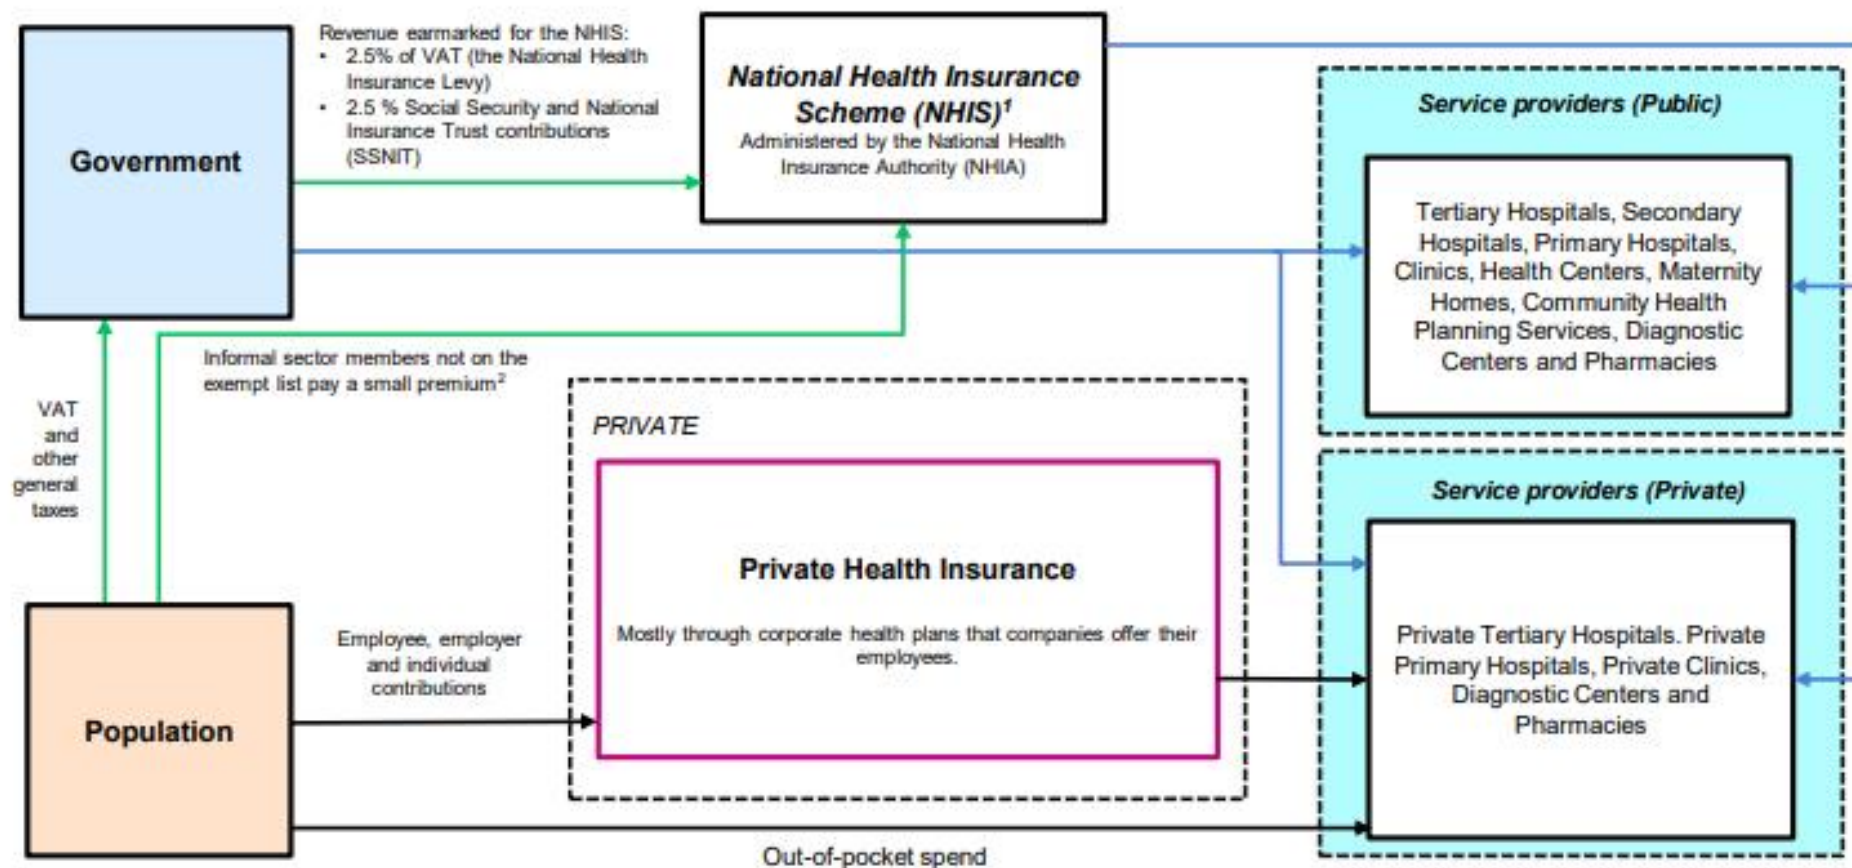 Government
Revenue earmarked for the NHIS:
• 2.5% of VAT (the National Health
Insurance Levy)
• 2.5 % Social Security and National
Insurance Trust contributions
(SSNIT)
National Health Insurance
Scheme (NHIS)¹
Administered by the National Health
Insurance Authority (NHIA)
Service providers (Public)
Tertiary Hospitals, Secondary
Hospitals, Primary Hospitals,
Clinics, Health Centers, Maternity
Homes, Community Health
Planning Services, Diagnostic
Centers and Pharmacies
Informal sector members not on the
exempt list pay a small premium²
VAT
and
other
general
taxes
PRIVATE
Private Health Insurance
Mostly through corporate health plans that companies offer their
employees.
Service providers (Private)
Private Tertiary Hospitals. Private
Primary Hospitals, Private Clinics,
Diagnostic Centers and
Pharmacies
Population
Employee, employer
and individual
contributions
Out-of-pocket spend